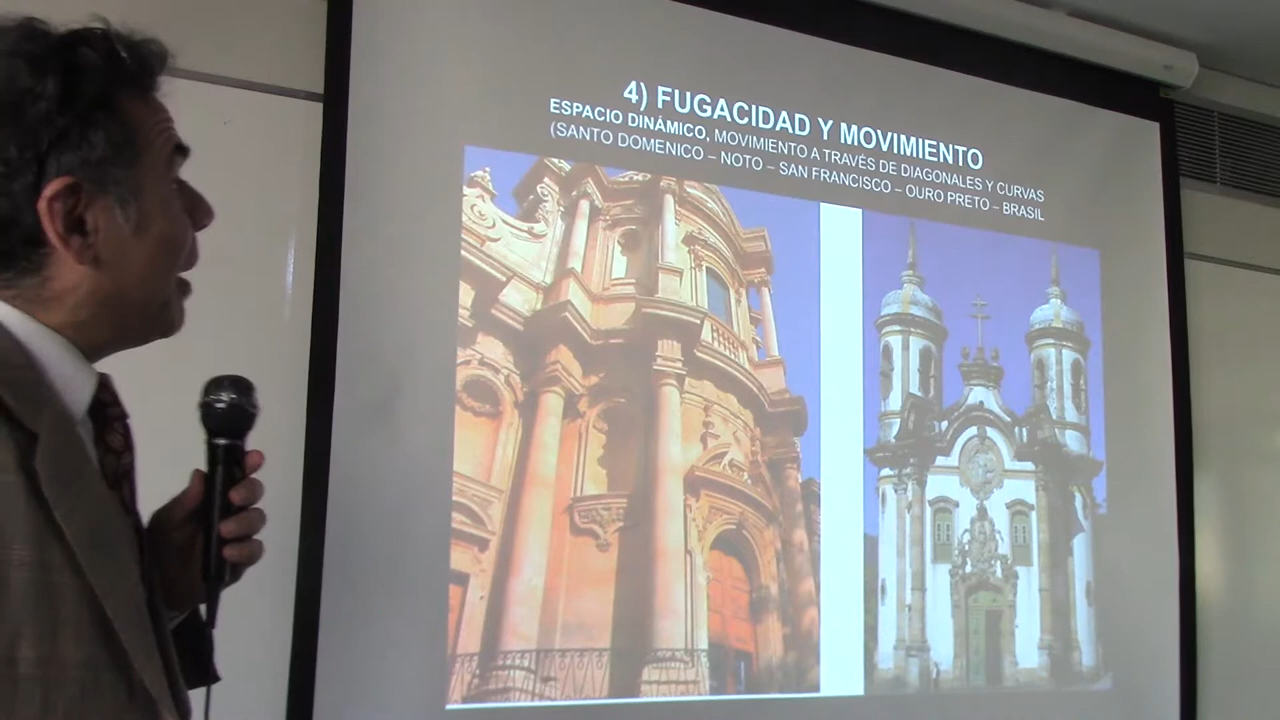 4) FUGACIDAD Y MOVIMIENTO
ESPACIO DINÁMICO, MOVIMIENTO A TRAVÉS DE DIAGONALES Y CURVAS
(SANTO DOMENICO – NOTO – SAN FRANCISCO – OURO PRETO – BRASIL